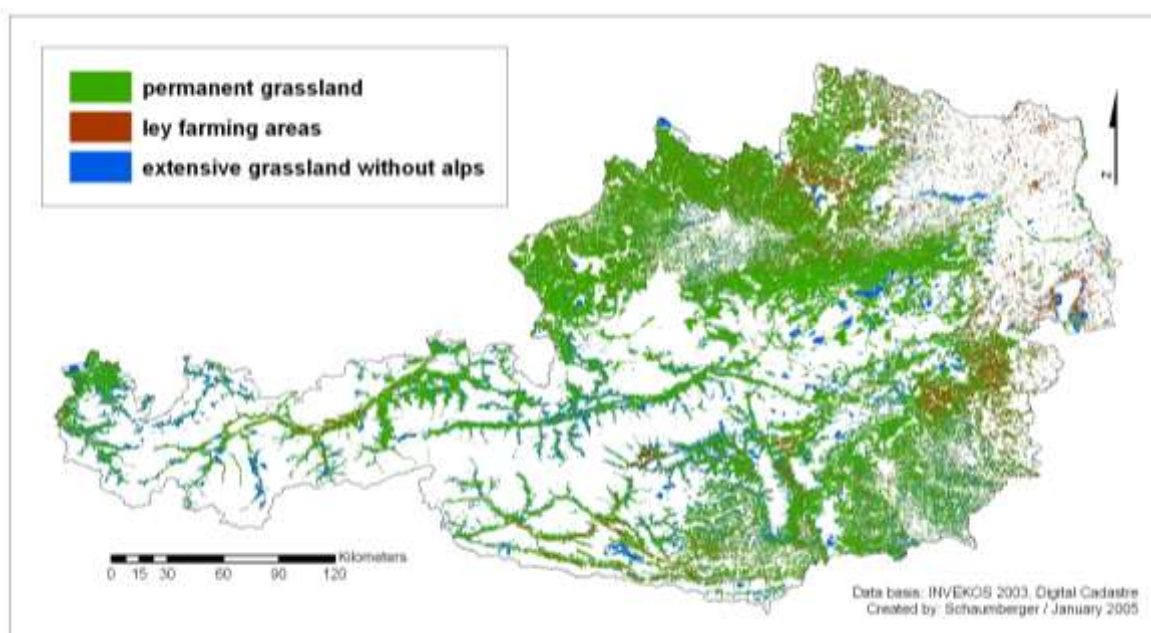 permanent grassland
ley farming areas
extensive grassland without alps
N
Kilometers
0 15 30 60 90 120
Data basis: INVEKOS 2003, Digital Cadastre
Created by: Schaumberger / January 2005